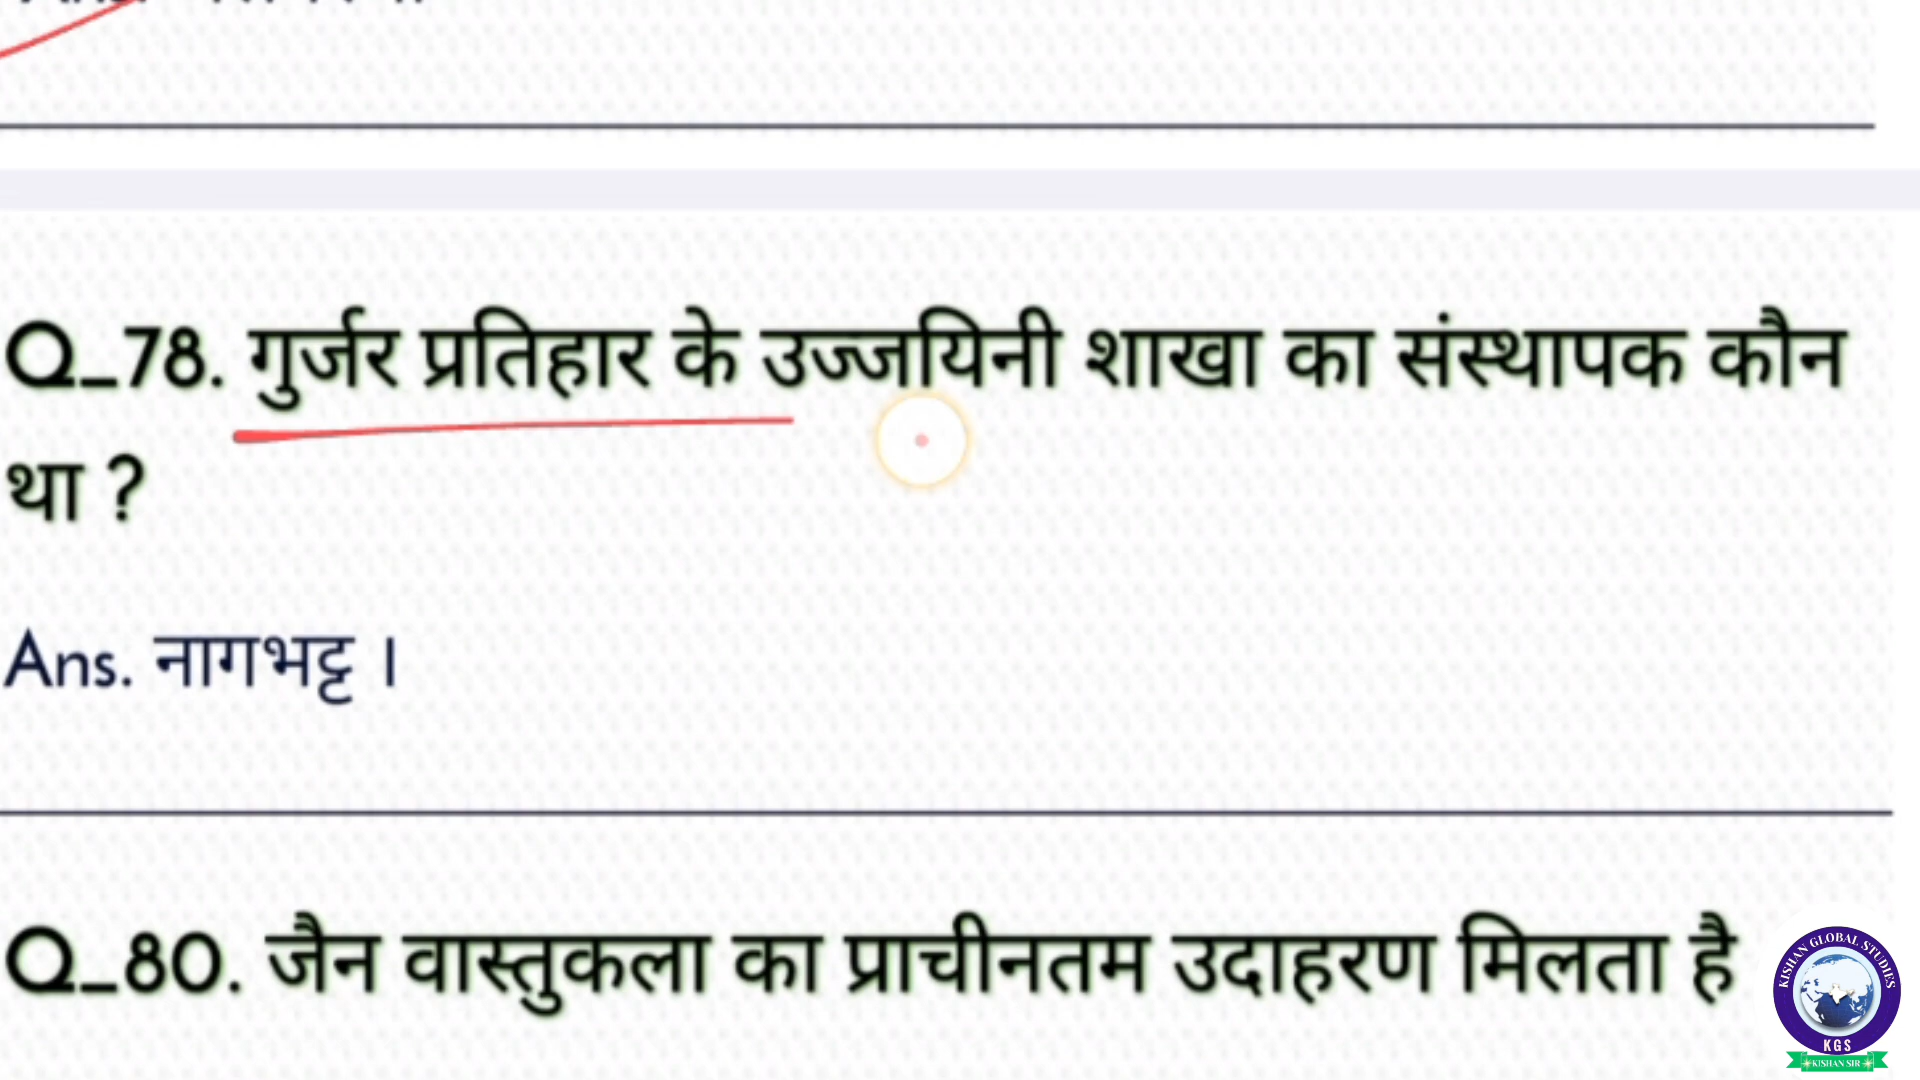 Q_78. गुर्जर प्रतिहार के उज्जयिनी शाखा का संस्थापक कौन
था ?
Ans. नागभट्ट ।
Q_80. जैन वास्तुकला का प्राचीनतम उदाहरण मिलता है
KISHAN GLOBAL STUDIES
KGS
KISHAN SIR